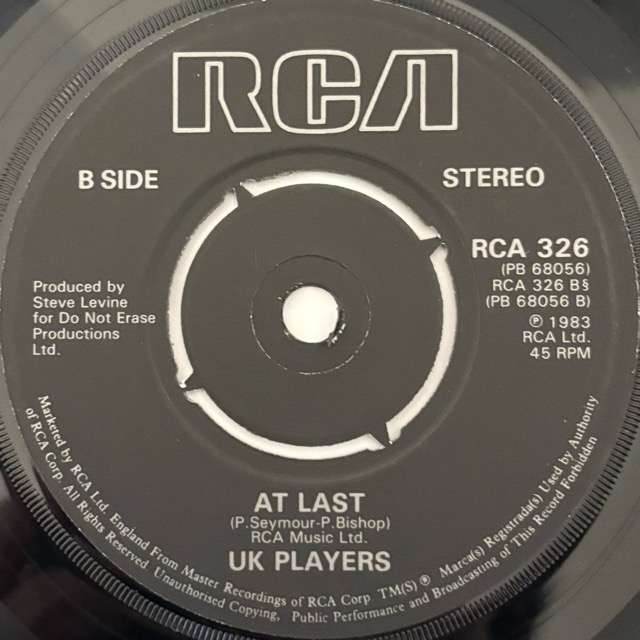 RCA
B SIDE
STEREO
RCA 326
(PB 68056)
RCA 326 B§
(PB 68056 B)
℗ 1983
RCA Ltd.
45 RPM
Produced by
Steve Levine
for Do Not Erase
Productions
Ltd.
AT LAST
(P.Seymour-P.Bishop)
RCA Music Ltd.
UK PLAYERS
Marketed by RCA Ltd. England From Master Recordings of RCA Corp TM(S) ® Marca(s) Registrada(s) Used by Authority
of RCA Corp. All Rights Reserved Unauthorised Copying, Public Performance and Broadcasting of This Record Forbidden